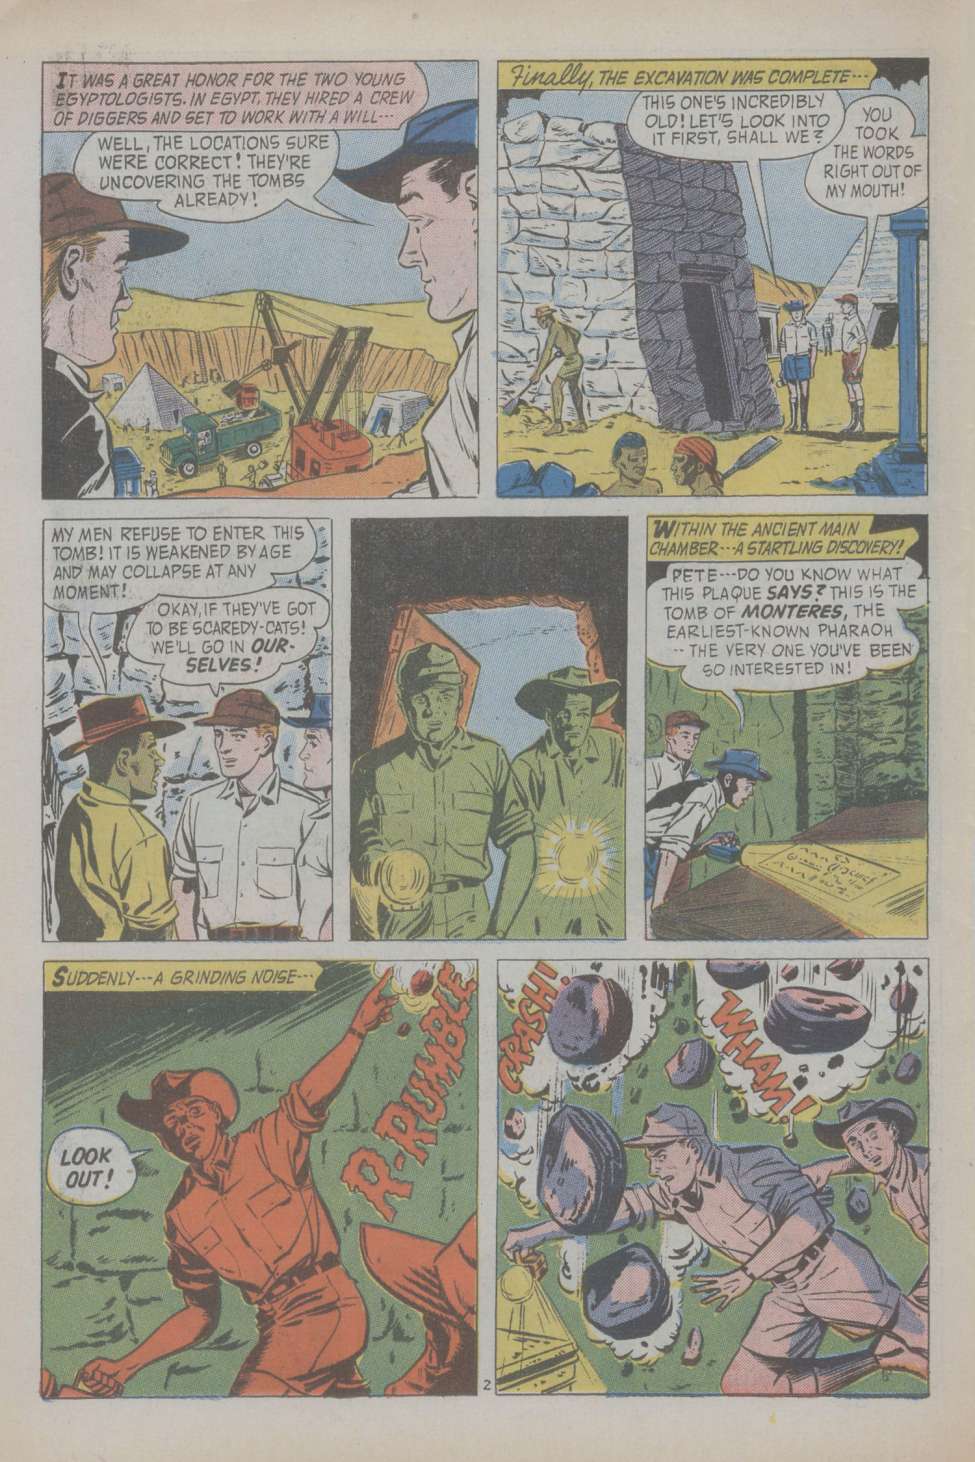 IT WAS A GREAT HONOR FOR THE TWO YOUNG
EGYPTOLOGISTS. IN EGYPT, THEY HIRED A CREW
OF DIGGERS AND SET TO WORK WITH A WILL---
WELL, THE LOCATIONS SURE
WERE CORRECT! THEY'RE
UNCOVERING THE TOMBS
ALREADY!
Finally, THE EXCAVATION WAS COMPLETE---
THIS ONE'S INCREDIBLY
OLD! LET'S LOOK INTO
IT FIRST, SHALL WE?
YOU
TOOK
THE WORDS
RIGHT OUT OF
MY MOUTH!
MY MEN REFUSE TO ENTER THIS
TOMB! IT IS WEAKENED BY AGE
AND MAY COLLAPSE AT ANY
MOMENT!
OKAY, IF THEY'VE GOT
TO BE SCAREDY-CATS!
WE'LL GO IN OUR-
SELVES!
WITHIN THE ANCIENT MAIN
CHAMBER---A STARTLING DISCOVERY!
PETE---DO YOU KNOW WHAT
THIS PLAQUE SAYS? THIS IS THE
TOMB OF MONTERES, THE
EARLIEST-KNOWN PHARAOH
-- THE VERY ONE YOU'VE BEEN
SO INTERESTED IN!
SUDDENLY---A GRINDING NOISE---
LOOK
OUT!
R-RUMBLE
CRASH!
WHAM!
2